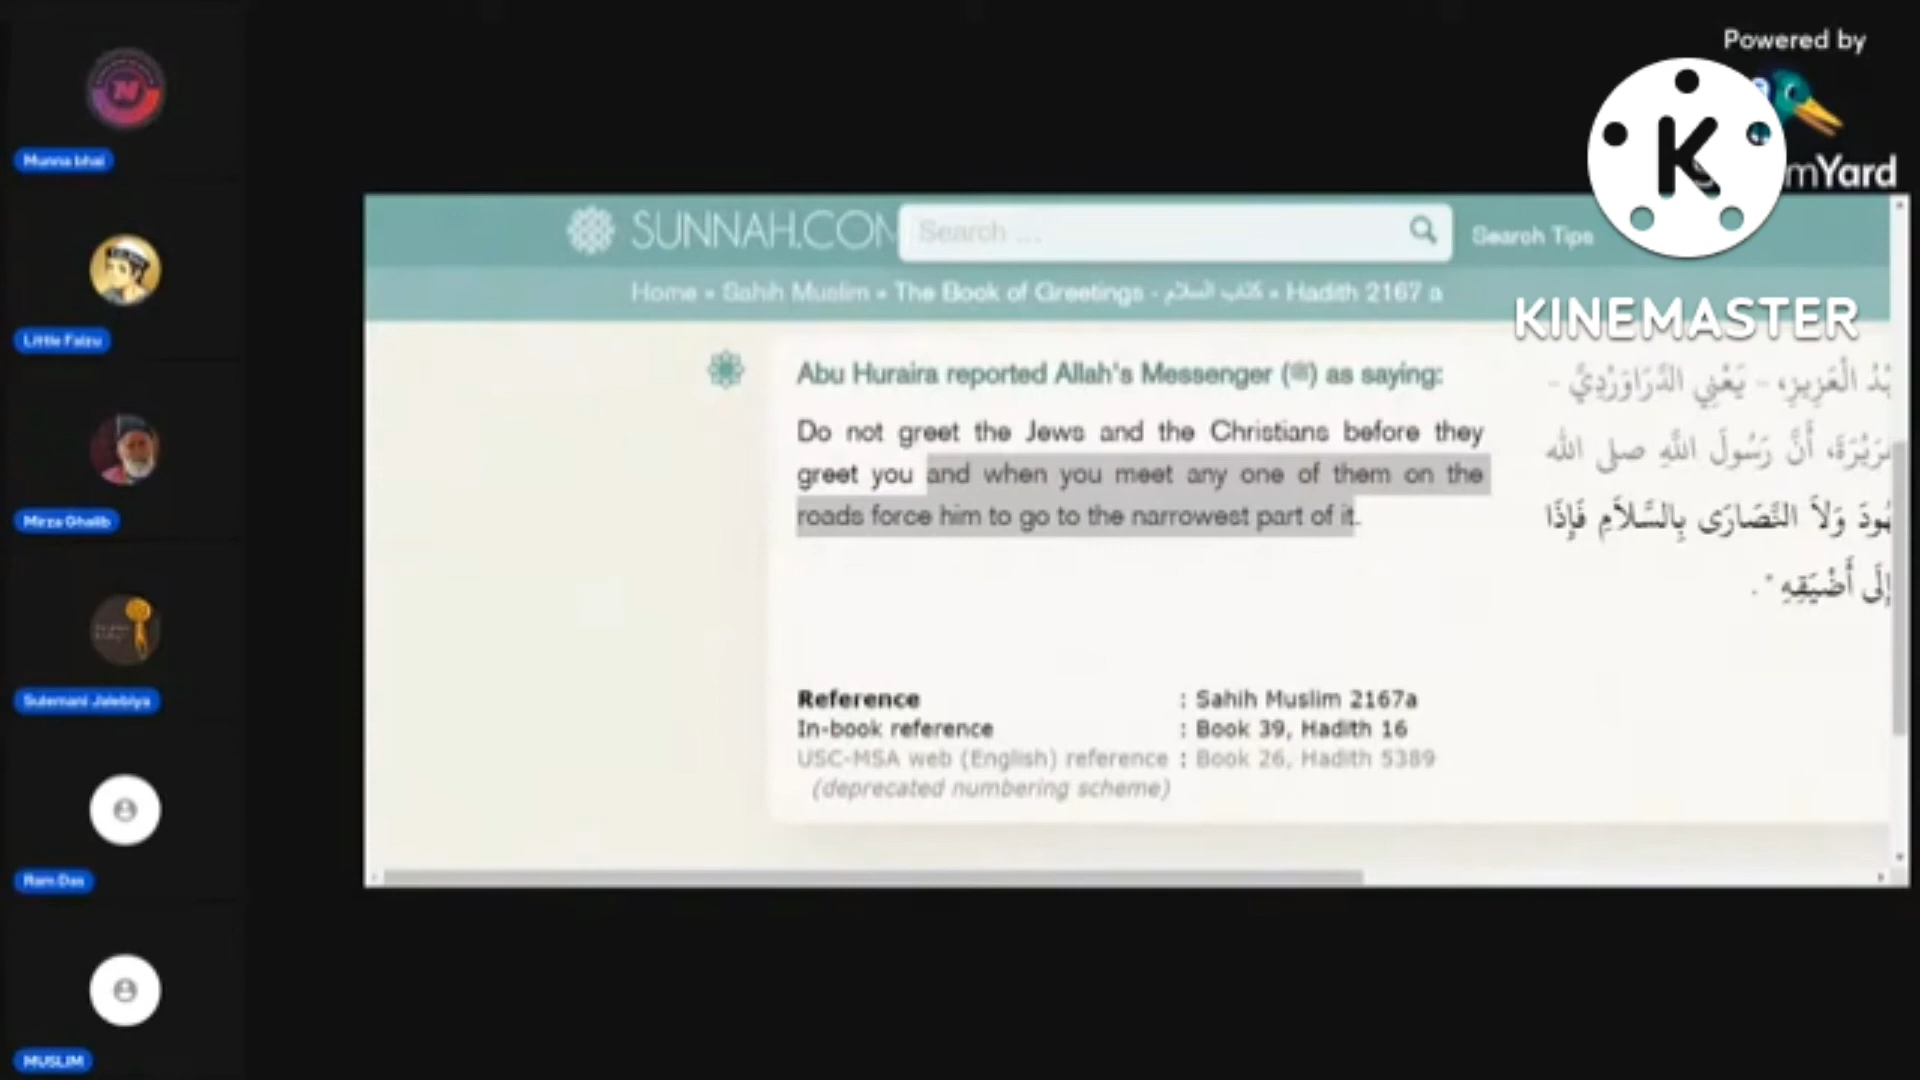 Powered by
mYard
KINEMASTER
Munna bhai
Little Faizu
Mirza Ghalib
Sulemani Jalebiya
Ram Das
MUSLIM
SUNNAH.COM
Search ...
Search Tips
Home » Sahih Muslim » The Book of Greetings - كتاب السلام » Hadith 2167 a
Abu Huraira reported Allah's Messenger (ﷺ) as saying:
Do not greet the Jews and the Christians before they
greet you and when you meet any one of them on the
roads force him to go to the narrowest part of it.
الْعَزِيزِ، - يَعْنِي الدَّرَاوَرْدِيَّ -
أَنَّ رَسُولَ اللَّهِ صلى الله
وَلاَ النَّصَارَى بِالسَّلاَمِ فَإِذَا
إِلَى أَضْيَقِهِ " .
Reference : Sahih Muslim 2167a
In-book reference : Book 39, Hadith 16
USC-MSA web (English) reference : Book 26, Hadith 5389
(deprecated numbering scheme)